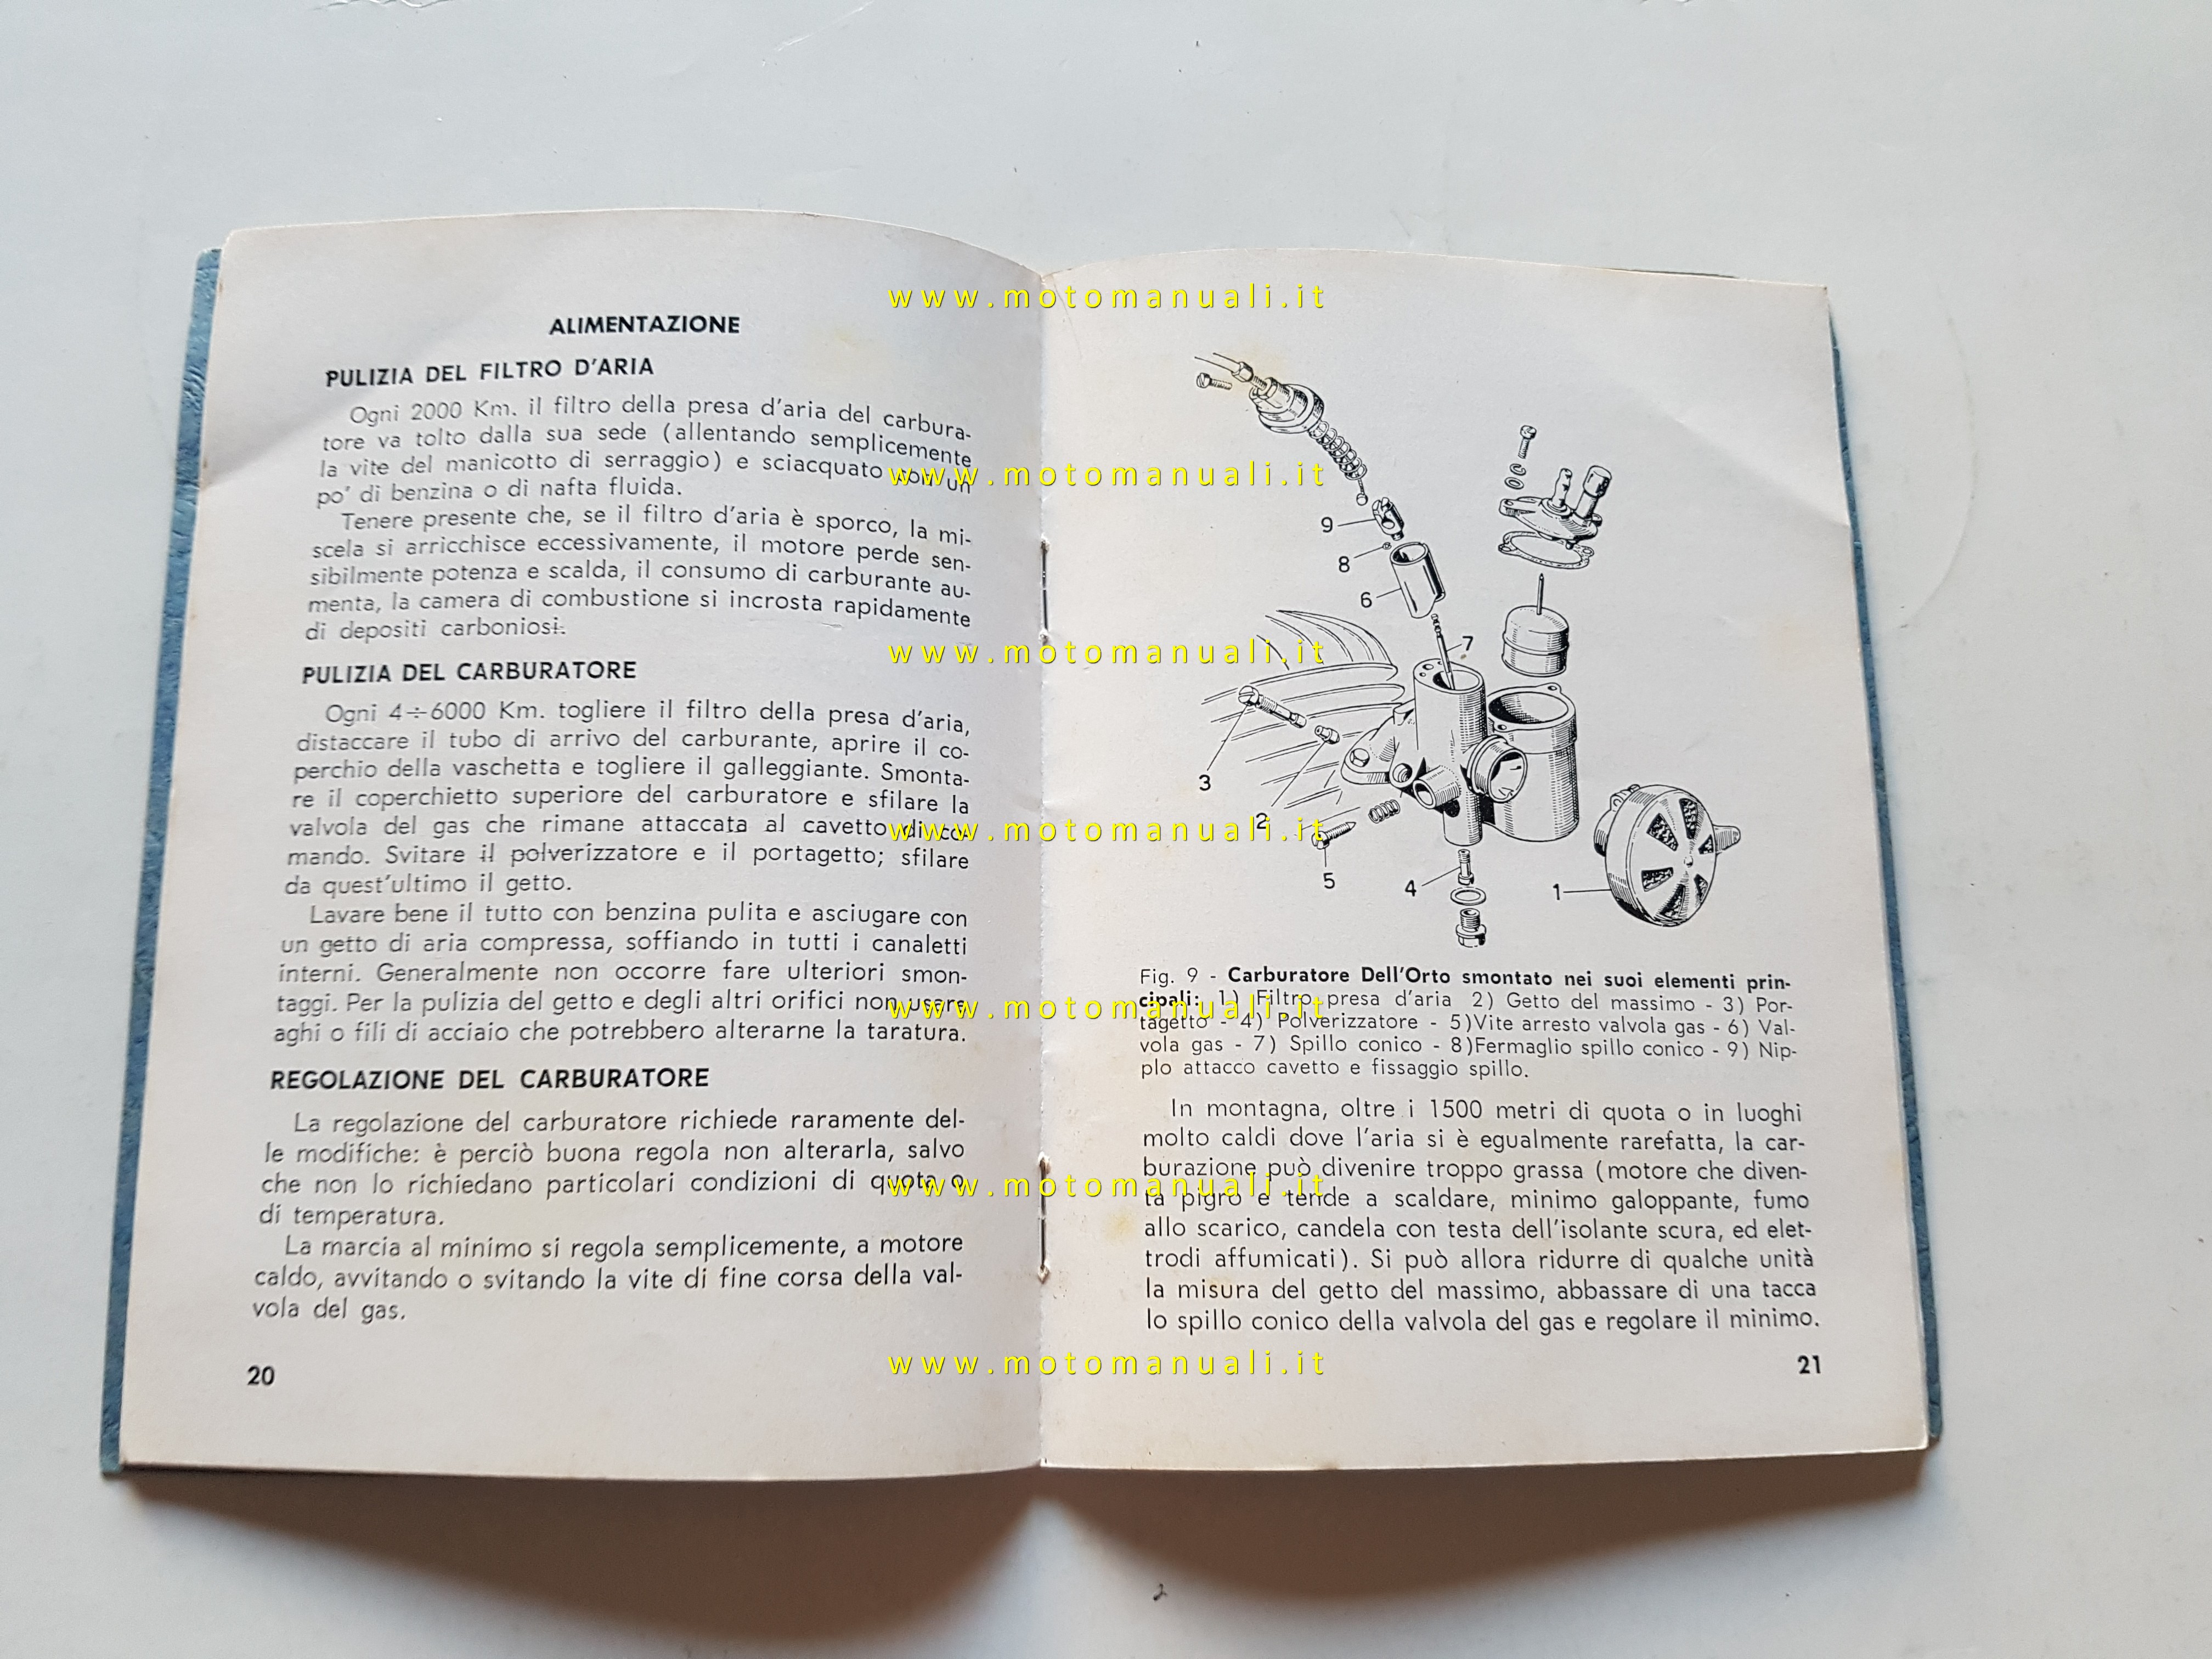 ALIMENTAZIONE
PULIZIA DEL FILTRO D'ARIA
Ogni 2000 Km. il filtro della presa d'aria del carbura-
tore va tolto dalla sua sede (allentando semplicemente
la vite del manicotto di serraggio) e sciacquato con un
po' di benzina o di nafta fluida.
Tenere presente che, se il filtro d'aria è sporco, la mi-
scela si arricchisce eccessivamente, il motore perde sen-
sibilmente potenza e scalda, il consumo di carburante au-
menta, la camera di combustione si incrosta rapidamente
di depositi carboniosi.
PULIZIA DEL CARBURATORE
Ogni 4÷6000 Km. togliere il filtro della presa d'aria,
distaccare il tubo di arrivo del carburante, aprire il co-
perchio della vaschetta e togliere il galleggiante. Smonta-
re il coperchietto superiore del carburatore e sfilare la
valvola del gas che rimane attaccata al cavetto di co-
mando. Svitare il polverizzatore e il portagetto; sfilare
da quest'ultimo il getto.
Lavare bene il tutto con benzina pulita e asciugare con
un getto di aria compressa, soffiando in tutti i canaletti
interni. Generalmente non occorre fare ulteriori smon-
taggi. Per la pulizia del getto e degli altri orifici non usare
aghi o fili di acciaio che potrebbero alterarne la taratura.
REGOLAZIONE DEL CARBURATORE
La regolazione del carburatore richiede raramente del-
le modifiche: è perciò buona regola non alterarla, salvo
che non lo richiedano particolari condizioni di quota o
di temperatura.
La marcia al minimo si regola semplicemente, a motore
caldo, avvitando o svitando la vite di fine corsa della val-
vola del gas.
20
9
8
6
7
3
2
5
4
1
Fig. 9 - Carburatore Dell'Orto smontato nei suoi elementi prin-
cipali: 1) Filtro presa d'aria 2) Getto del massimo - 3) Por-
tagetto - 4) Polverizzatore - 5)Vite arresto valvola gas - 6) Val-
vola gas - 7) Spillo conico - 8)Fermaglio spillo conico - 9) Nip-
plo attacco cavetto e fissaggio spillo.
In montagna, oltre i 1500 metri di quota o in luoghi
molto caldi dove l'aria si è egualmente rarefatta, la car-
burazione può divenire troppo grassa (motore che diven-
ta pigro e tende a scaldare, minimo galoppante, fumo
allo scarico, candela con testa dell'isolante scura, ed elet-
trodi affumicati). Si può allora ridurre di qualche unità
la misura del getto del massimo, abbassare di una tacca
lo spillo conico della valvola del gas e regolare il minimo.
21
www.motomanuali.it
www.motomanuali.it
www.motomanuali.it
www.motomanuali.it
www.motomanuali.it
www.motomanuali.it
www.motomanuali.it